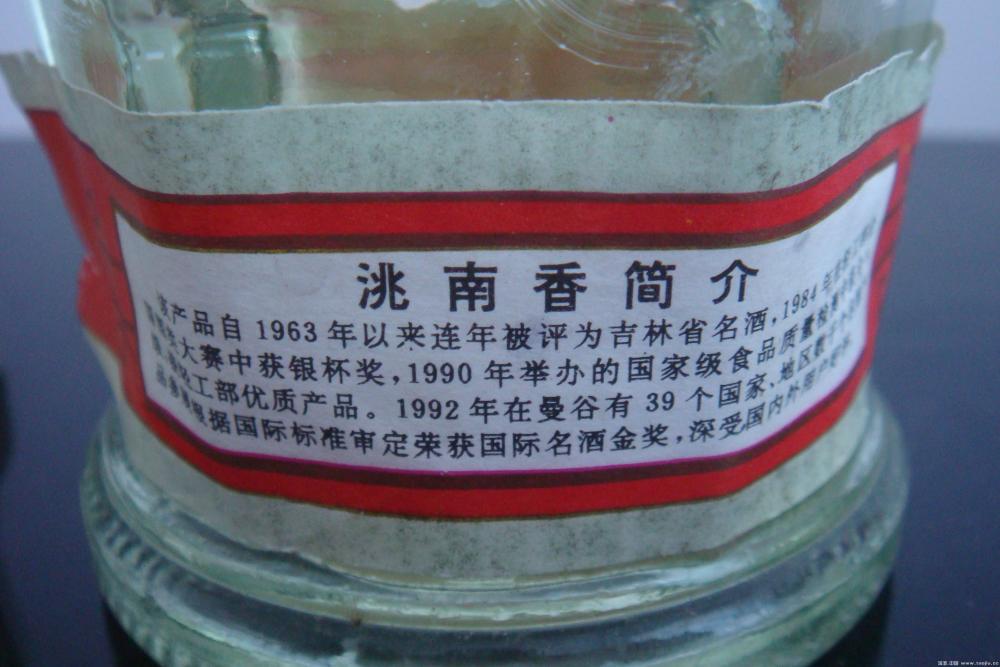 洮南香简介
该产品自1963年以来连年被评为吉林省名酒,1984年
大赛中获银杯奖,1990年举办的国家级食品质量检
轻工部优质产品。1992年在曼谷有39个国家、地区数
品 根据国际标准审定荣获国际名酒金奖,深受国内外用户